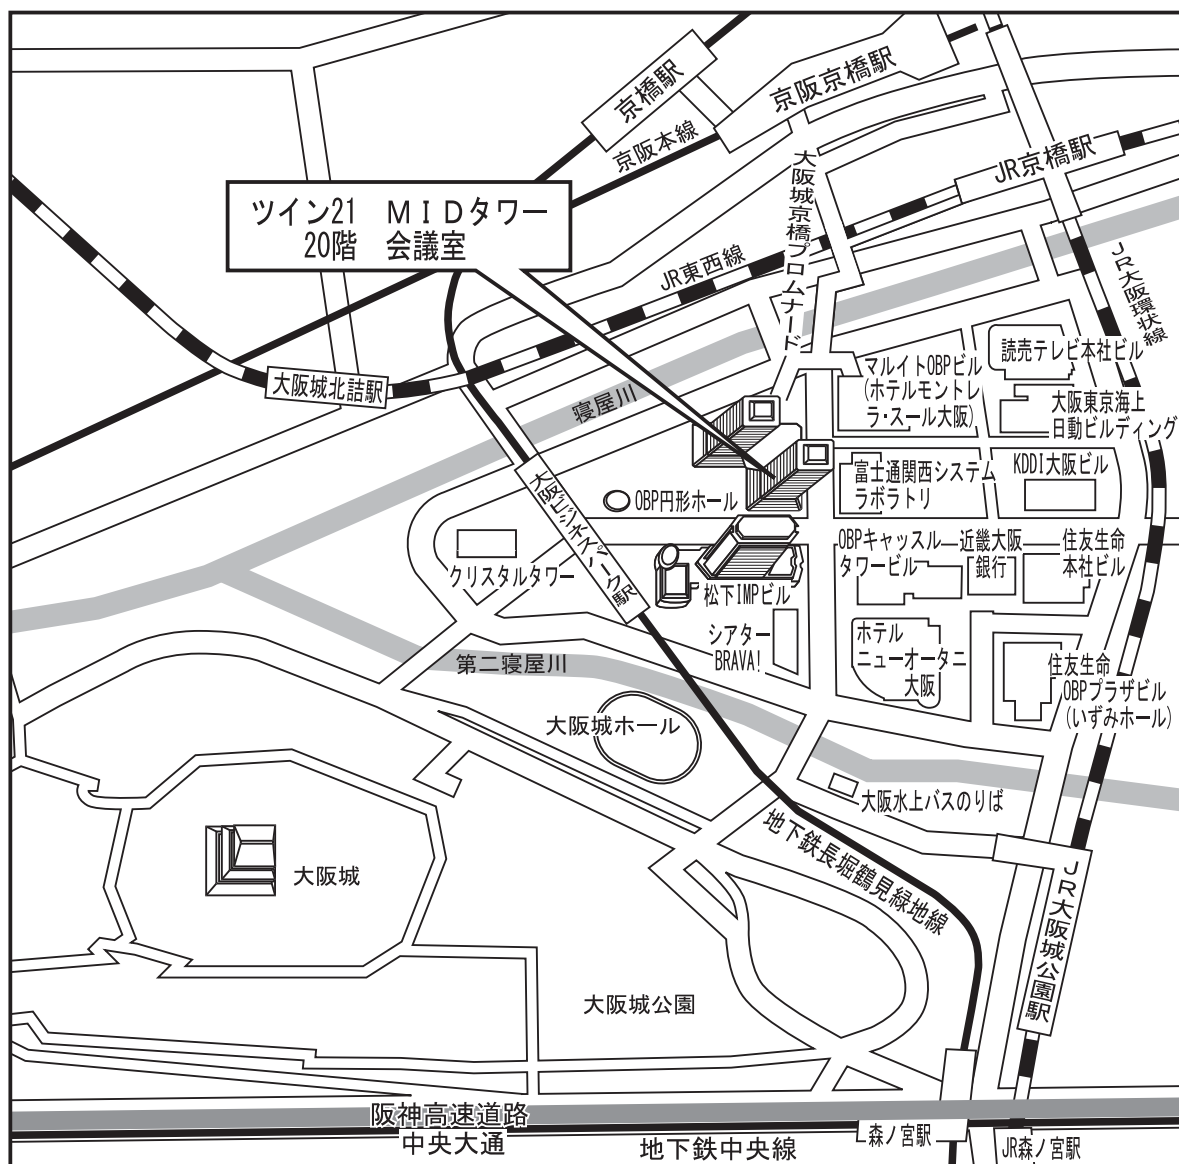 京橋駅
京阪京橋駅
京阪本線
JR京橋駅
大阪城京橋プロムナード
ツイン21　ＭＩＤタワー
20階　会議室
JR東西線
JR大阪環状線
大阪城北詰駅
寝屋川
マルイトOBPビル
(ホテルモントレ
ラ・スール大阪)
読売テレビ本社ビル
大阪東京海上
日動ビルディング
富士通関西システム
ラボラトリ
KDDI大阪ビル
大阪ビジネスパーク駅
OBP円形ホール
クリスタルタワー
松下IMPビル
OBPキャッスル
タワービル
近畿大阪
銀行
住友生命
本社ビル
シアター
BRAVA!
ホテル
ニューオータニ
大阪
住友生命
OBPプラザビル
(いずみホール)
第二寝屋川
大阪城ホール
大阪水上バスのりば
地下鉄長堀鶴見緑地線
大阪城
JR大阪城公園駅
大阪城公園
阪神高速道路
中央大通
地下鉄中央線
森ノ宮駅
JR森ノ宮駅